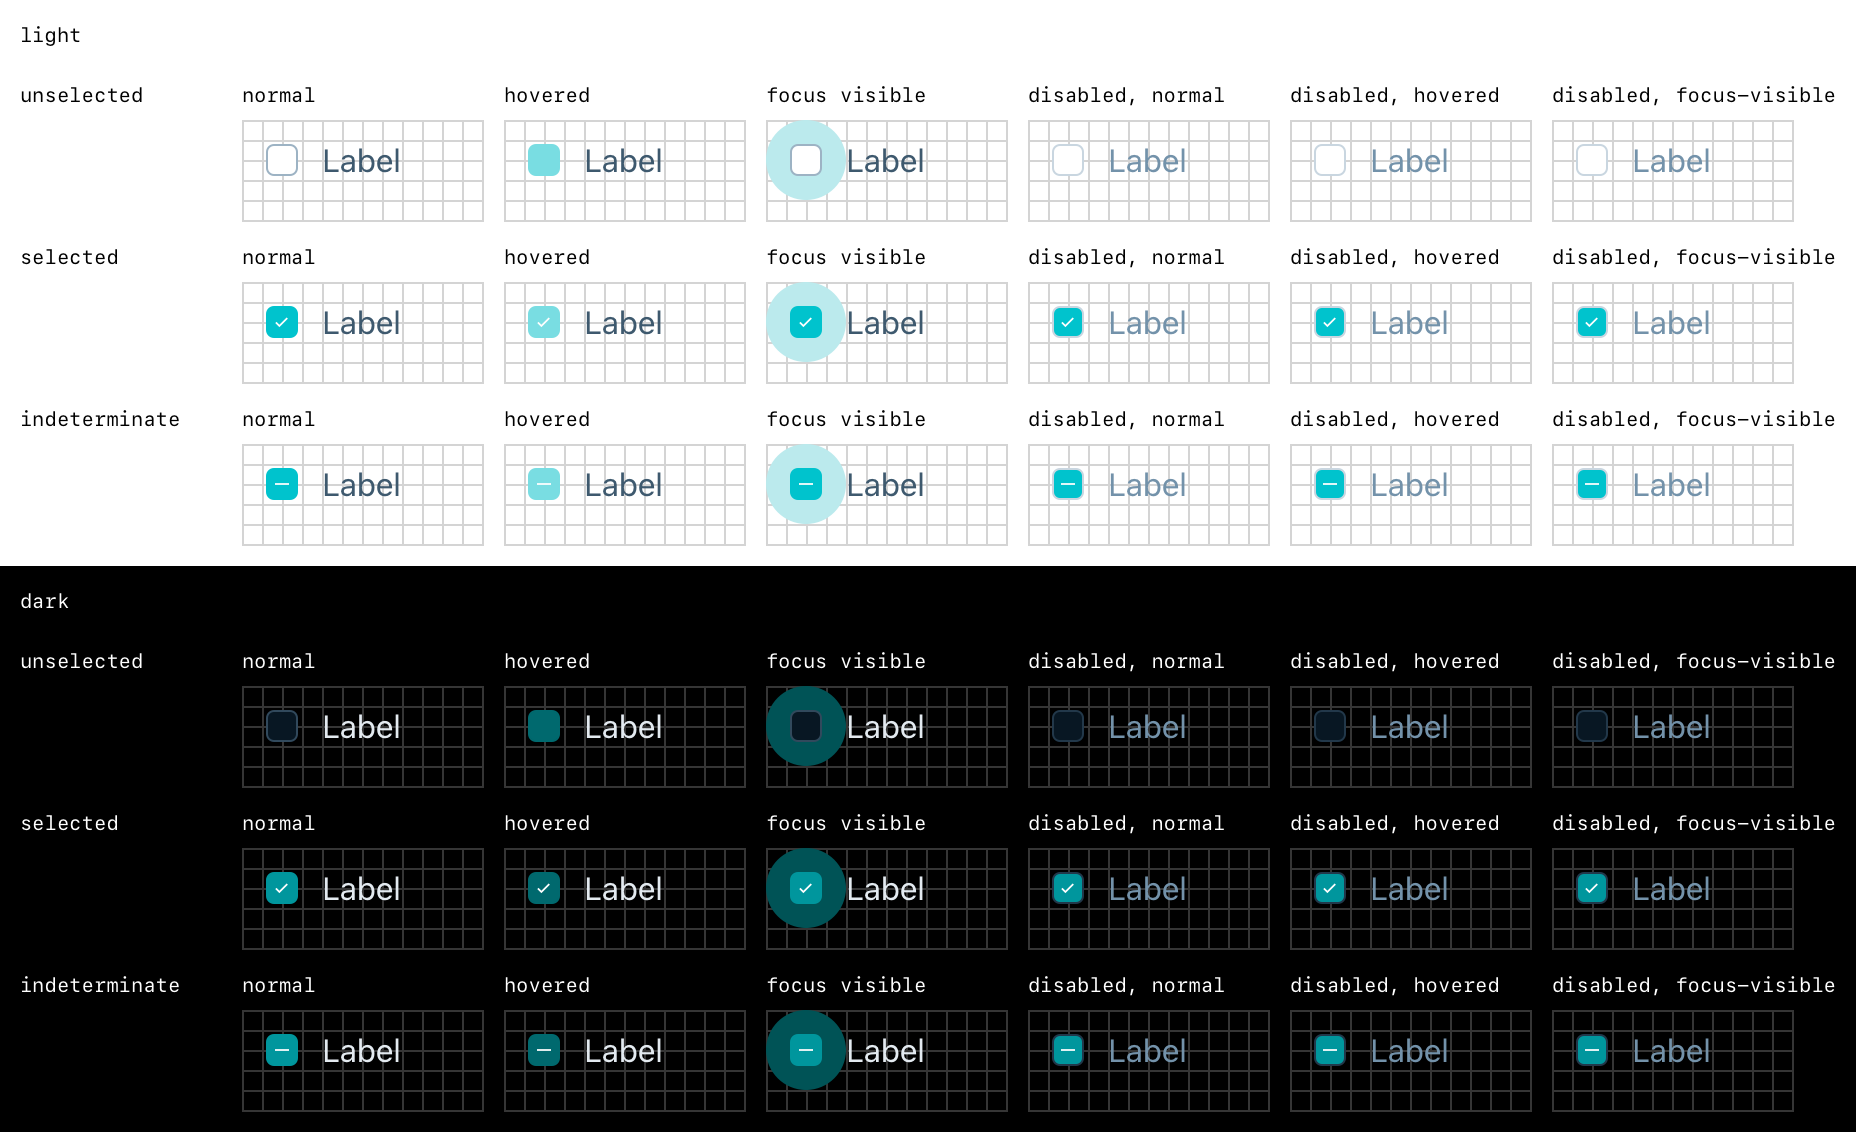 light
unselected normal hovered focus visible disabled, normal disabled, hovered disabled, focus-visible
Label Label Label Label Label Label
selected normal hovered focus visible disabled, normal disabled, hovered disabled, focus-visible
Label Label Label Label Label Label
indeterminate normal hovered focus visible disabled, normal disabled, hovered disabled, focus-visible
Label Label Label Label Label Label
dark
unselected normal hovered focus visible disabled, normal disabled, hovered disabled, focus-visible
Label Label Label Label Label Label
selected normal hovered focus visible disabled, normal disabled, hovered disabled, focus-visible
Label Label Label Label Label Label
indeterminate normal hovered focus visible disabled, normal disabled, hovered disabled, focus-visible
Label Label Label Label Label Label